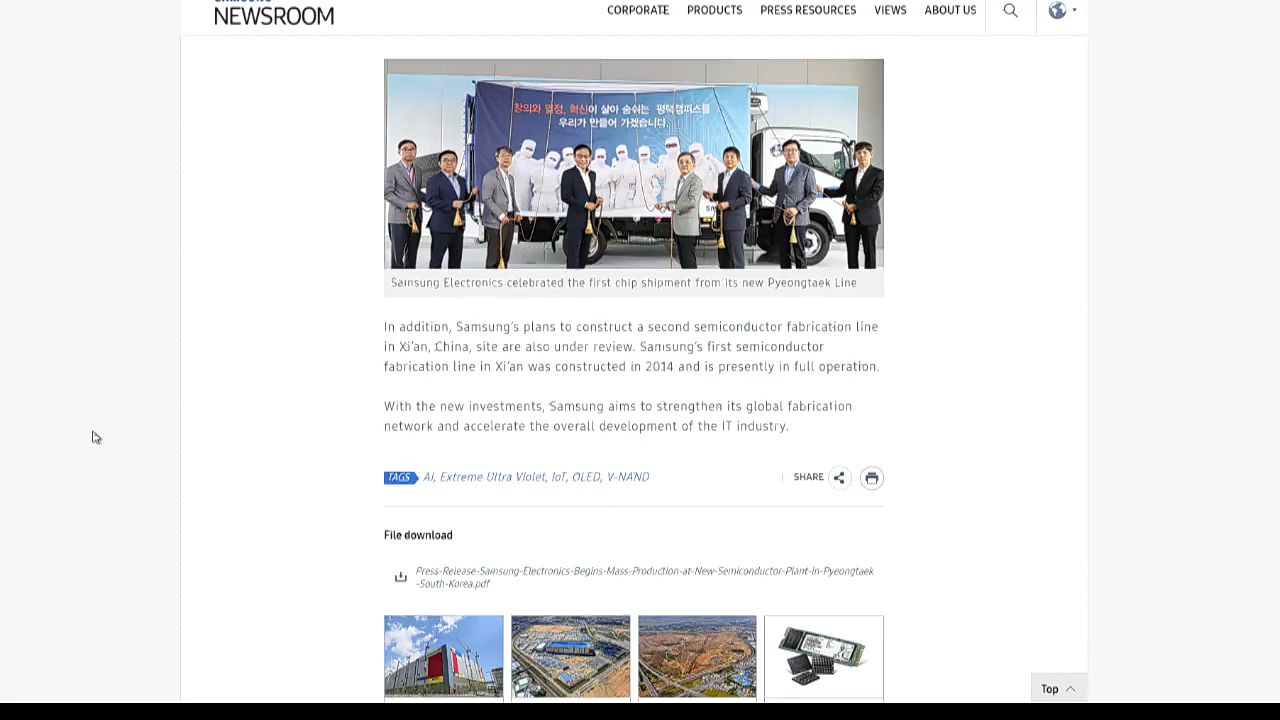 NEWSROOM
CORPORATE PRODUCTS PRESS RESOURCES VIEWS ABOUT US
창의와 열정, 혁신이 살아 숨쉬는 평택캠퍼스를
우리가 만들어 가겠습니다.
Samsung Electronics celebrated the first chip shipment from its new Pyeongtaek Line
In addition, Samsung's plans to construct a second semiconductor fabrication line
in Xi'an, China, site are also under review. Samsung's first semiconductor
fabrication line in Xi'an was constructed in 2014 and is presently in full operation.
With the new investments, Samsung aims to strengthen its global fabrication
network and accelerate the overall development of the IT industry.
TAGS AI, Extreme Ultra Violet, IoT, OLED, V-NAND SHARE
File download
Press-Release-Samsung-Electronics-Begins-Mass-Production-at-New-Semiconductor-Plant-in-Pyeongtaek
-South-Korea.pdf
Top